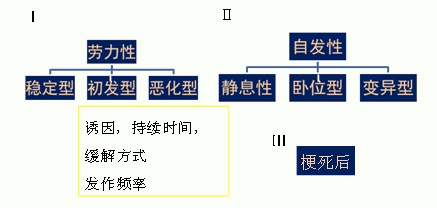 Ⅰ
劳力性
稳定型 初发型 恶化型
诱因，持续时间，
缓解方式
发作频率
Ⅱ
自发性
静息性 卧位型 变异型
Ⅲ
梗死后